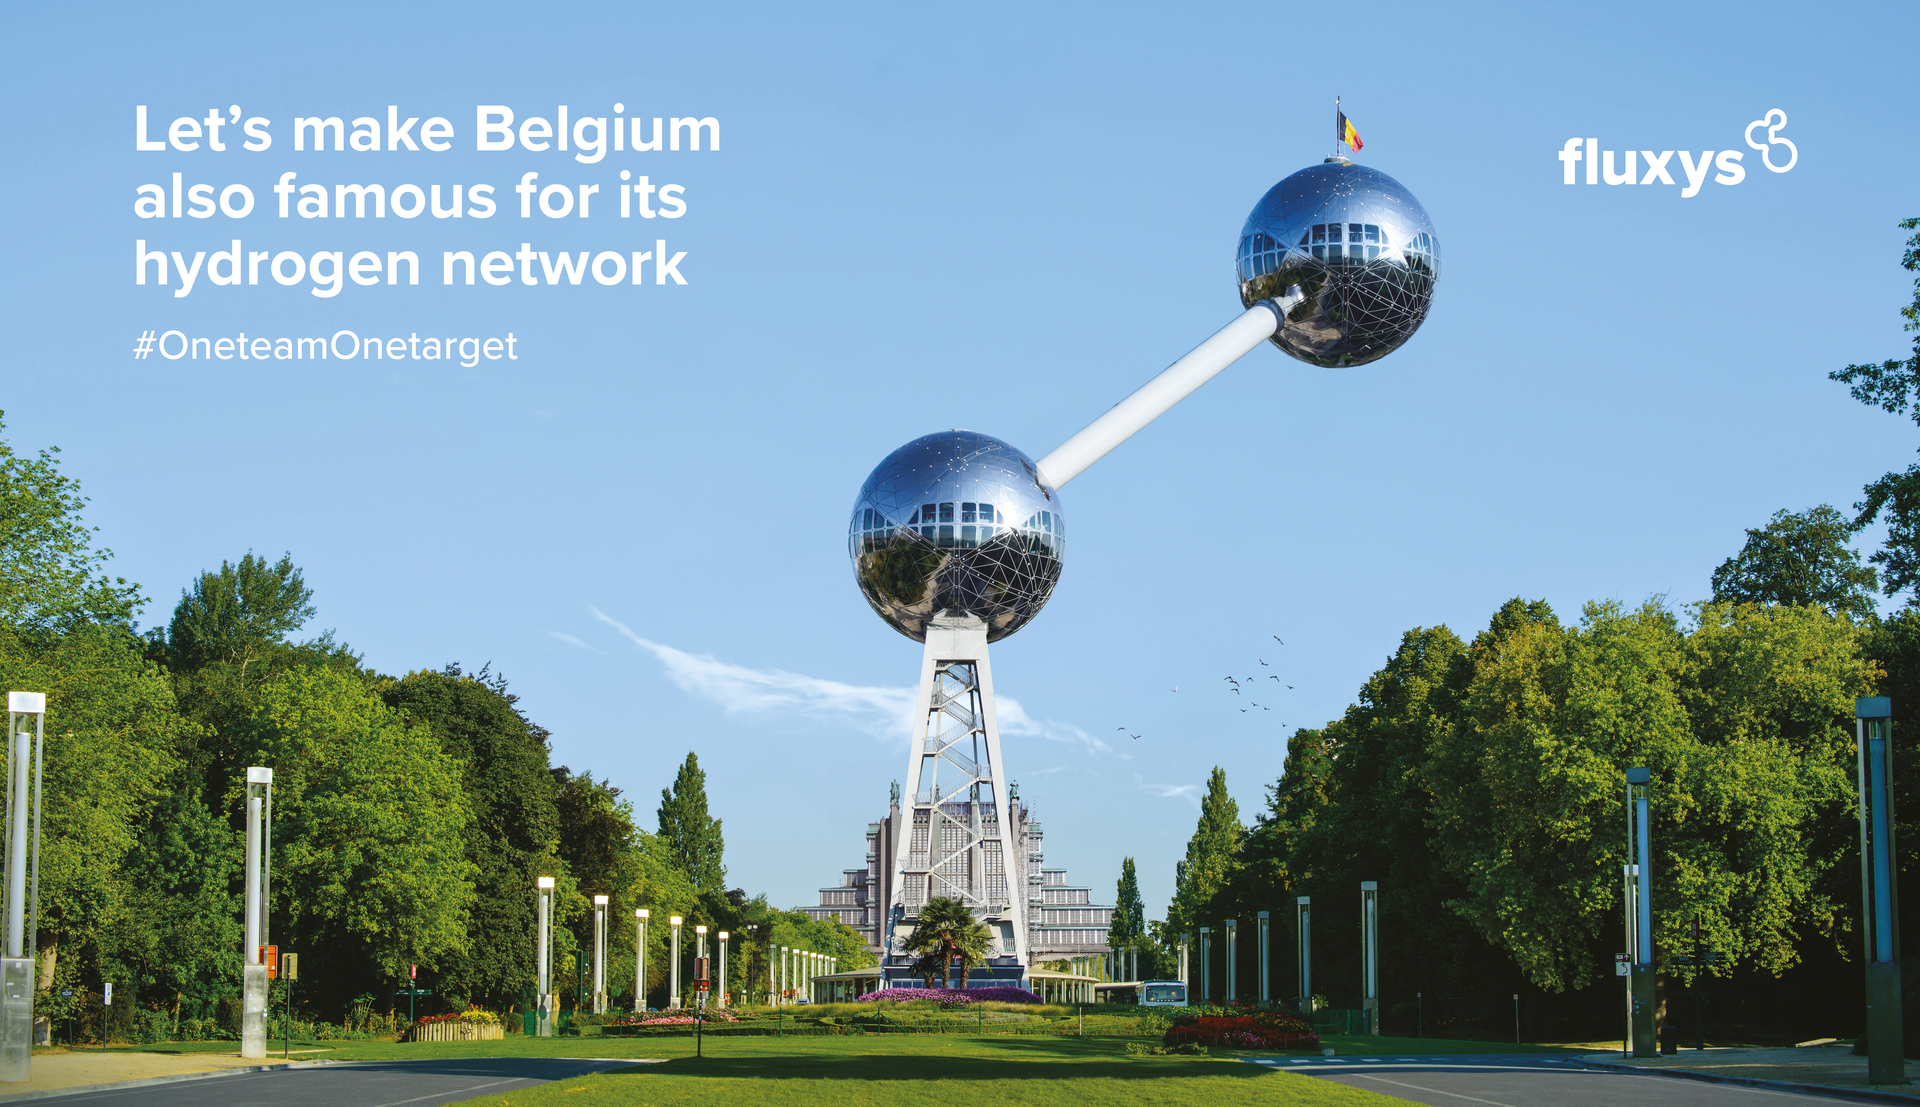 Let's make Belgium
also famous for its
hydrogen network
#OneteamOnetarget
fluxys